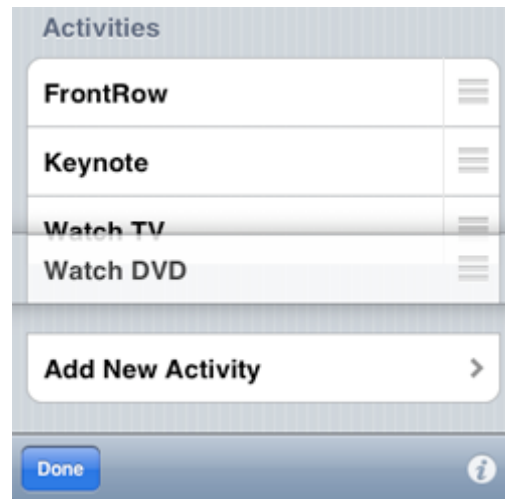 Activities
FrontRow
Keynote
Watch TV
Watch DVD
Add New Activity
Done